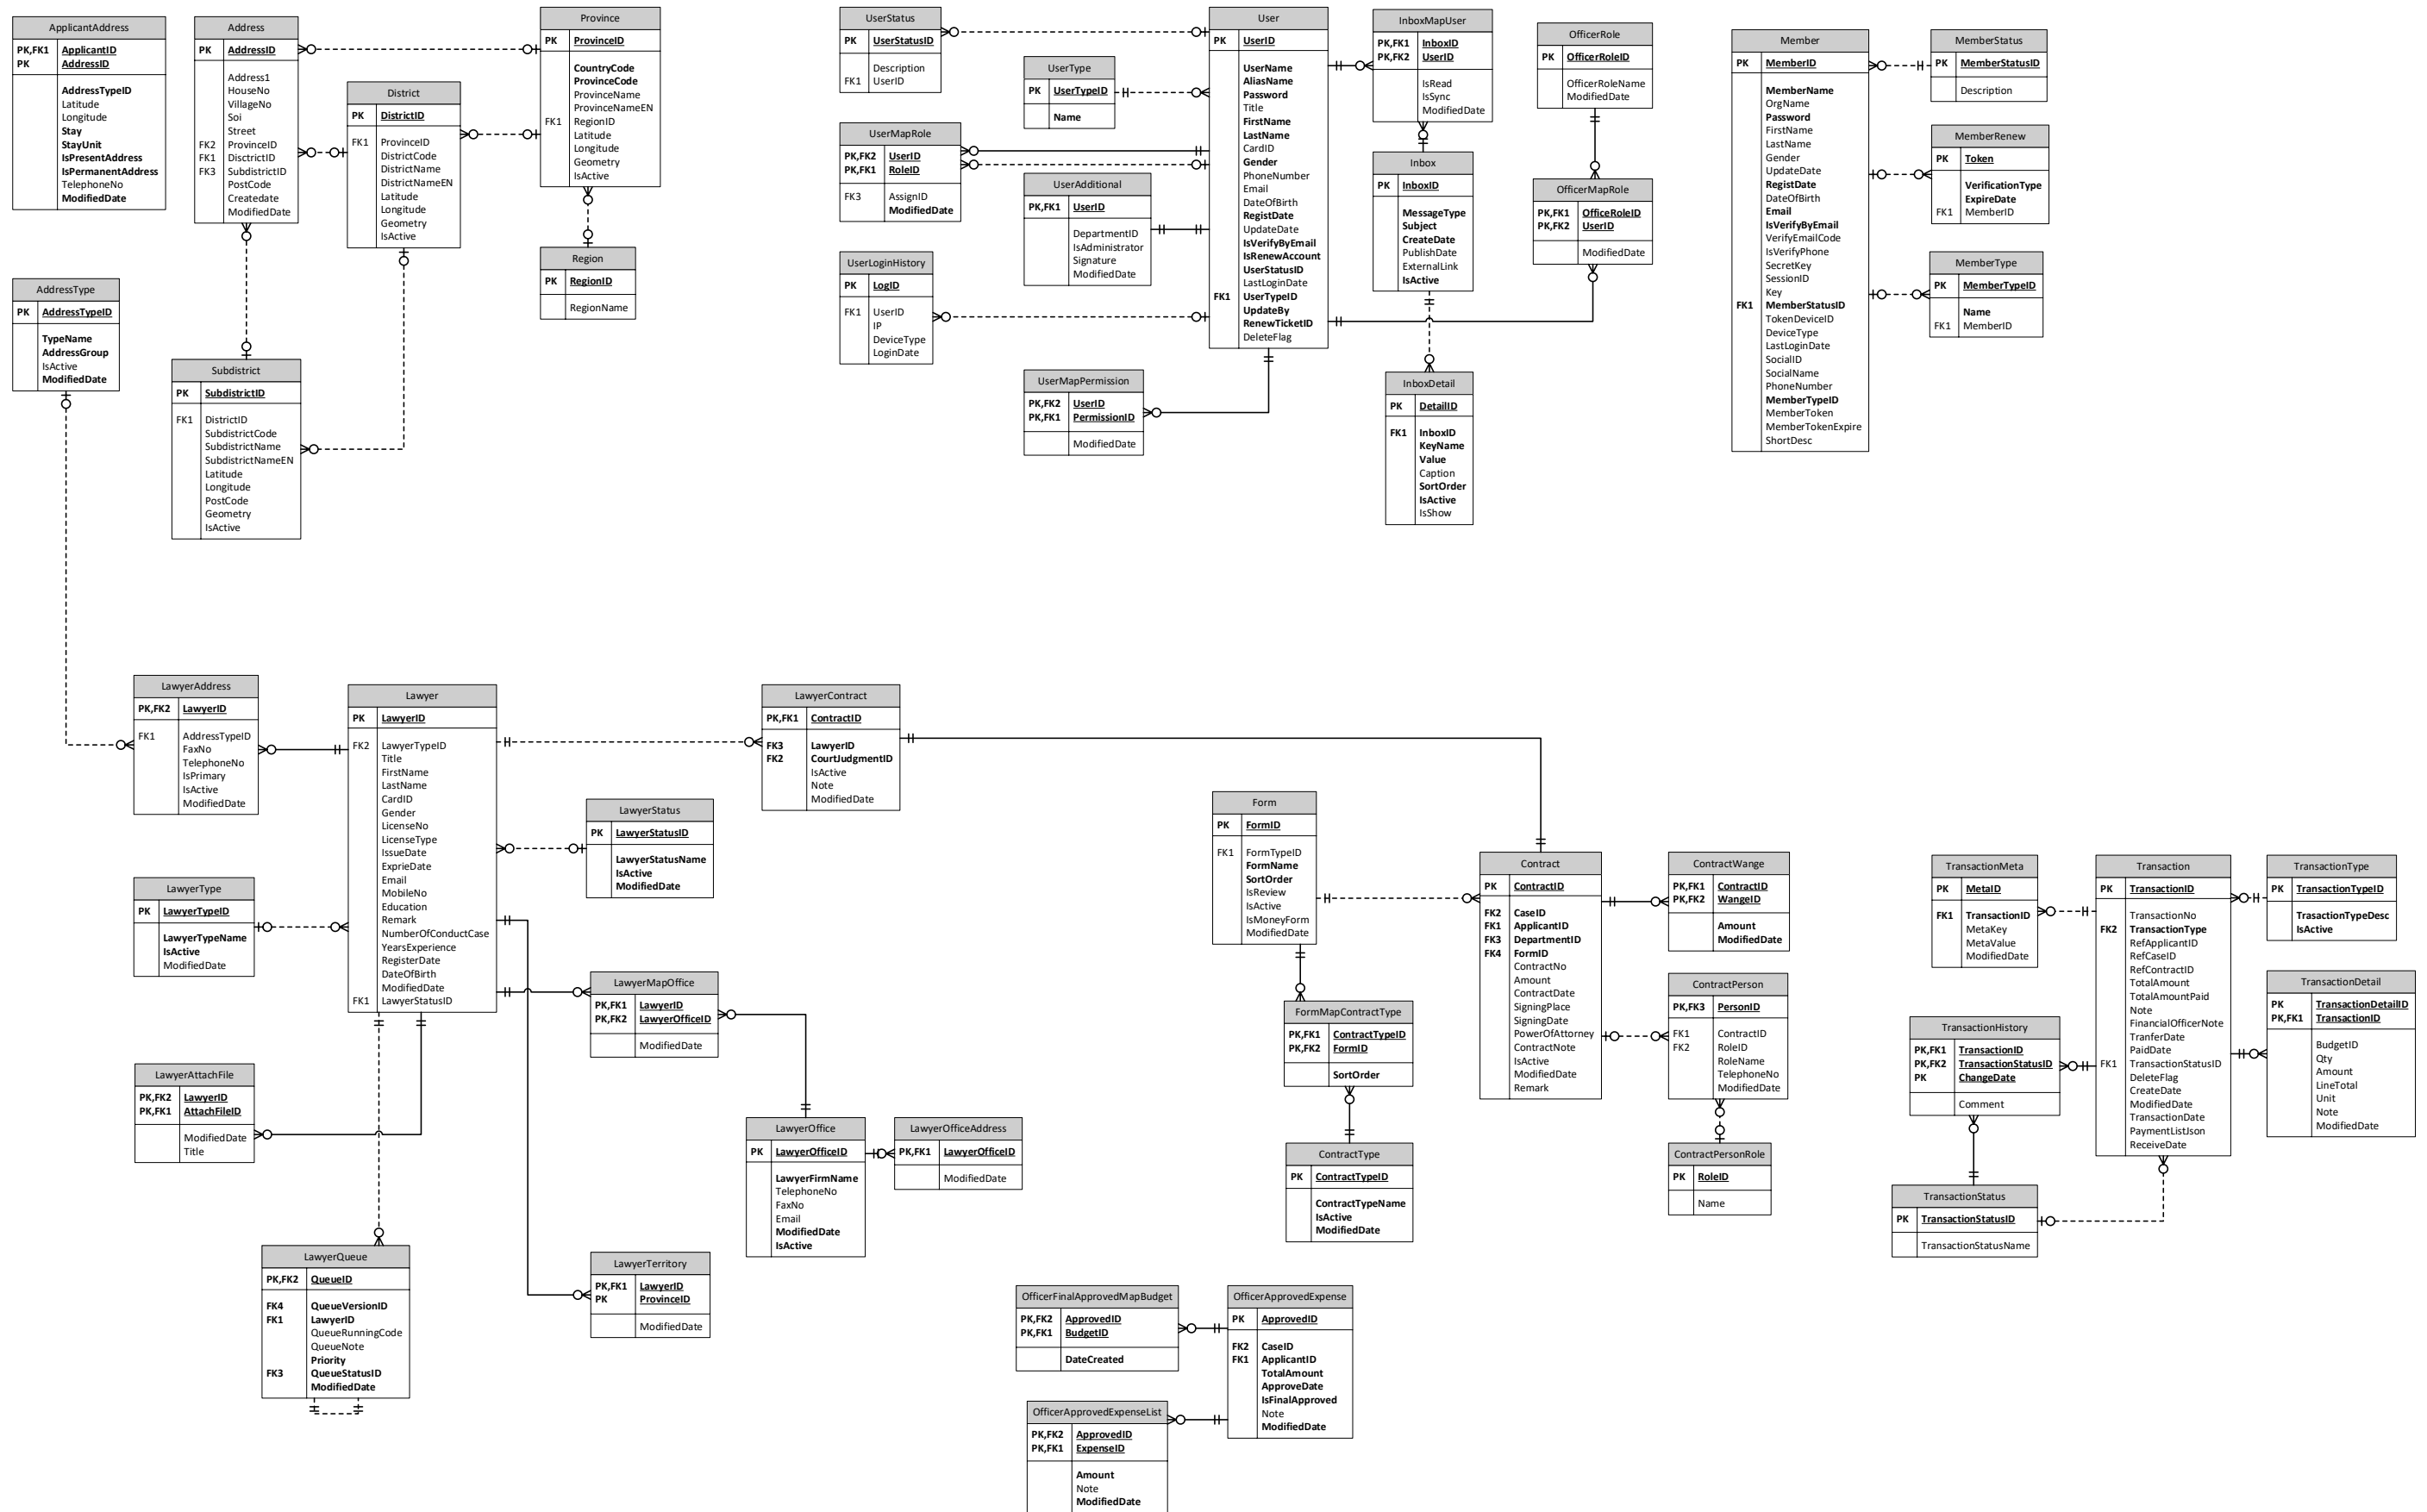 ApplicantAddress
PK,FK1 ApplicantID
PK AddressID
AddressTypeID
Latitude
Longitude
Stay
StayUnit
IsPresentAddress
IsPermanentAddress
TelephoneNo
ModifiedDate
Address
PK AddressID
Address1
HouseNo
VillageNo
Soi
Street
FK2 ProvinceID
FK1 DisctrictID
FK3 SubdistrictID
PostCode
Createdate
ModifiedDate
District
PK DistrictID
FK1 ProvinceID
DistrictCode
DistrictName
DistrictNameEN
Latitude
Longitude
Geometry
IsActive
Province
PK ProvinceID
CountryCode
ProvinceCode
ProvinceName
ProvinceNameEN
FK1 RegionID
Latitude
Longitude
Geometry
IsActive
Region
PK RegionID
RegionName
AddressType
PK AddressTypeID
TypeName
AddressGroup
IsActive
ModifiedDate
Subdistrict
PK SubdistrictID
FK1 DistrictID
SubdistrictCode
SubdistrictName
SubdistrictNameEN
Latitude
Longitude
PostCode
Geometry
IsActive
UserStatus
PK UserStatusID
Description
FK1 UserID
UserType
PK UserTypeID
Name
UserMapRole
PK,FK2 UserID
PK,FK1 RoleID
FK3 AssignID
ModifiedDate
UserAdditional
PK,FK1 UserID
DepartmentID
IsAdministrator
Signature
ModifiedDate
UserLoginHistory
PK LogID
FK1 UserID
IP
DeviceType
LoginDate
UserMapPermission
PK,FK2 UserID
PK,FK1 PermissionID
ModifiedDate
User
PK UserID
UserName
AliasName
Password
Title
FirstName
LastName
CardID
Gender
PhoneNumber
Email
DateOfBirth
RegistDate
UpdateDate
IsVerifyByEmail
IsRenewAccount
UserStatusID
LastLoginDate
FK1 UserTypeID
UpdateBy
RenewTicketID
DeleteFlag
InboxMapUser
PK,FK1 InboxID
PK,FK2 UserID
IsRead
IsSync
ModifiedDate
Inbox
PK InboxID
MessageType
Subject
CreateDate
PublishDate
ExternalLink
IsActive
InboxDetail
PK DetailID
FK1 InboxID
KeyName
Value
Caption
SortOrder
IsActive
IsShow
OfficerRole
PK OfficerRoleID
OfficerRoleName
ModifiedDate
OfficerMapRole
PK,FK1 OfficeRoleID
PK,FK2 UserID
ModifiedDate
Member
PK MemberID
MemberName
OrgName
Password
FirstName
LastName
Gender
UpdateDate
RegistDate
DateOfBirth
Email
IsVerifyByEmail
VerifyEmailCode
IsVerifyPhone
SecretKey
SessionID
Key
FK1 MemberStatusID
TokenDeviceID
DeviceType
LastLoginDate
SocialID
SocialName
PhoneNumber
MemberTypeID
MemberToken
MemberTokenExpire
ShortDesc
MemberStatus
PK MemberStatusID
Description
MemberRenew
PK Token
VerificationType
ExpireDate
FK1 MemberID
MemberType
PK MemberTypeID
Name
FK1 MemberID
LawyerAddress
PK,FK2 LawyerID
FK1 AddressTypeID
FaxNo
TelephoneNo
IsPrimary
IsActive
ModifiedDate
LawyerType
PK LawyerTypeID
LawyerTypeName
IsActive
ModifiedDate
LawyerAttachFile
PK,FK2 LawyerID
PK,FK1 AttachFileID
ModifiedDate
Title
Lawyer
PK LawyerID
FK2 LawyerTypeID
Title
FirstName
LastName
CardID
Gender
LicenseNo
LicenseType
IssueDate
ExprieDate
Email
MobileNo
Education
Remark
NumberOfConductCase
YearsExperience
RegisterDate
DateOfBirth
ModifiedDate
FK1 LawyerStatusID
LawyerQueue
PK,FK2 QueueID
FK4 QueueVersionID
FK1 LawyerID
QueueRunningCode
QueueNote
Priority
FK3 QueueStatusID
ModifiedDate
LawyerStatus
PK LawyerStatusID
LawyerStatusName
IsActive
ModifiedDate
LawyerMapOffice
PK,FK1 LawyerID
PK,FK2 LawyerOfficeID
ModifiedDate
LawyerTerritory
PK,FK1 LawyerID
PK ProvinceID
ModifiedDate
LawyerContract
PK,FK1 ContractID
FK3 LawyerID
FK2 CourtJudgmentID
IsActive
Note
ModifiedDate
LawyerOffice
PK LawyerOfficeID
LawyerFirmName
TelephoneNo
FaxNo
Email
ModifiedDate
IsActive
LawyerOfficeAddress
PK,FK1 LawyerOfficeID
ModifiedDate
Form
PK FormID
FK1 FormTypeID
FormName
SortOrder
IsReview
IsActive
IsMoneyForm
ModifiedDate
FormMapContractType
PK,FK1 ContractTypeID
PK,FK2 FormID
SortOrder
ContractType
PK ContractTypeID
ContractTypeName
IsActive
ModifiedDate
Contract
PK ContractID
FK2 CaseID
FK1 ApplicantID
FK3 DepartmentID
FK4 FormID
ContractNo
Amount
ContractDate
SigningPlace
SigningDate
PowerOfAttorney
ContractNote
IsActive
ModifiedDate
Remark
ContractWange
PK,FK1 ContractID
PK,FK2 WangeID
Amount
ModifiedDate
ContractPerson
PK,FK3 PersonID
FK1 ContractID
FK2 RoleID
RoleName
TelephoneNo
ModifiedDate
ContractPersonRole
PK RoleID
Name
TransactionMeta
PK MetaID
FK1 TransactionID
MetaKey
MetaValue
ModifiedDate
TransactionHistory
PK,FK1 TransactionID
PK,FK2 TransactionStatusID
PK ChangeDate
Comment
TransactionStatus
PK TransactionStatusID
TransactionStatusName
Transaction
PK TransactionID
TransactionNo
FK2 TransactionType
RefApplicantID
RefCaseID
RefContractID
TotalAmount
TotalAmountPaid
Note
FinancialOfficerNote
TranferDate
PaidDate
FK1 TransactionStatusID
DeleteFlag
CreateDate
ModifiedDate
TransactionDate
PaymentListJson
ReceiveDate
TransactionType
PK TransactionTypeID
TrasactionTypeDesc
IsActive
TransactionDetail
PK TransactionDetailID
PK,FK1 TransactionID
BudgetID
Qty
Amount
LineTotal
Unit
Note
ModifiedDate
OfficerFinalApprovedMapBudget
PK,FK2 ApprovedID
PK,FK1 BudgetID
DateCreated
OfficerApprovedExpense
PK ApprovedID
FK2 CaseID
FK1 ApplicantID
TotalAmount
ApproveDate
IsFinalApproved
Note
ModifiedDate
OfficerApprovedExpenseList
PK,FK2 ApprovedID
PK,FK1 ExpenseID
Amount
Note
ModifiedDate